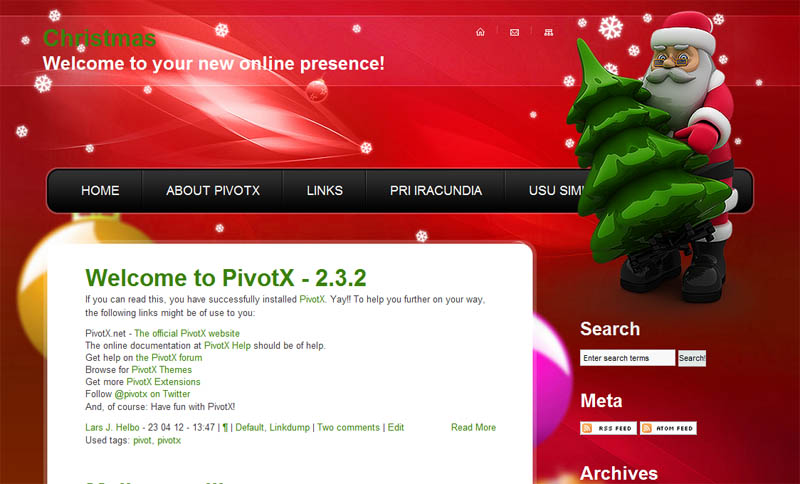 Christmas
Welcome to your new online presence!
HOME
ABOUT PIVOTX
LINKS
PRI IRACUNDIA
USU
Welcome to PivotX - 2.3.2
If you can read this, you have successfully installed PivotX. Yay!! To help you further on your way,
the following links might be of use to you:
PivotX.net - The official PivotX website
The online documentation at PivotX Help should be of help.
Get help on the PivotX forum
Browse for PivotX Themes
Get more PivotX Extensions
Follow @pivotx on Twitter
And, of course: Have fun with PivotX!
Lars J. Helbo - 23 04 12 - 13:47 | ¶ | Default, Linkdump | Two comments | Edit
Read More
Used tags: pivot, pivotx
Search
Enter search terms
Search!
Meta
RSS FEED
ATOM FEED
Archives